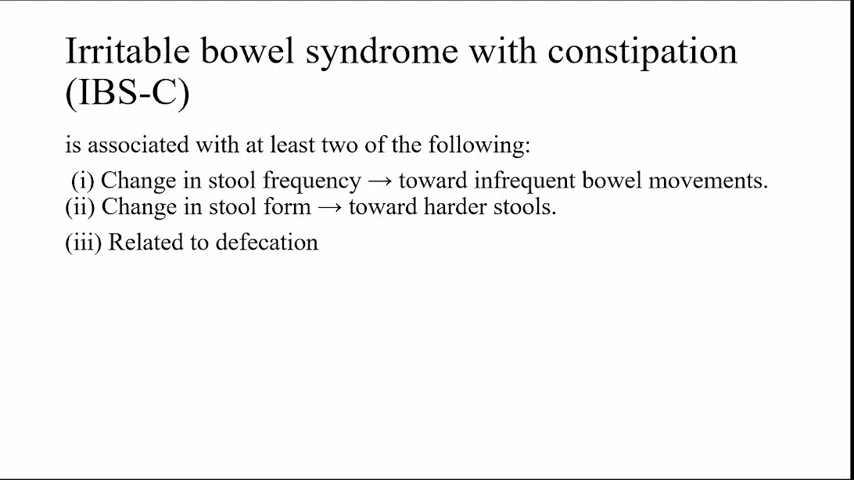 Irritable bowel syndrome with constipation
(IBS-C)
is associated with at least two of the following:
(i) Change in stool frequency → toward infrequent bowel movements.
(ii) Change in stool form → toward harder stools.
(iii) Related to defecation